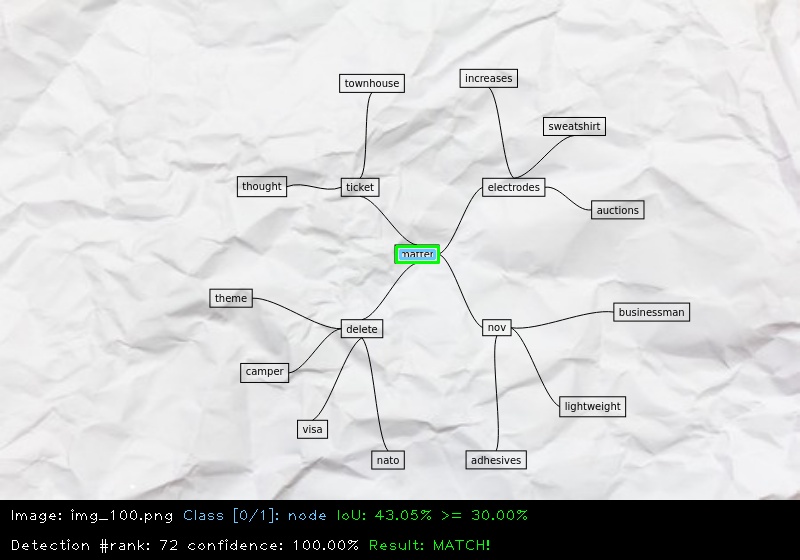 townhouse
increases
sweatshirt
thought
ticket
electrodes
auctions
matter
theme
delete
nov
businessman
camper
lightweight
visa
nato
adhesives
Image: img_100.png Class [0/1]: node IoU: 43.05% >= 30.00%
Detection #rank: 72 confidence: 100.00% Result: MATCH!